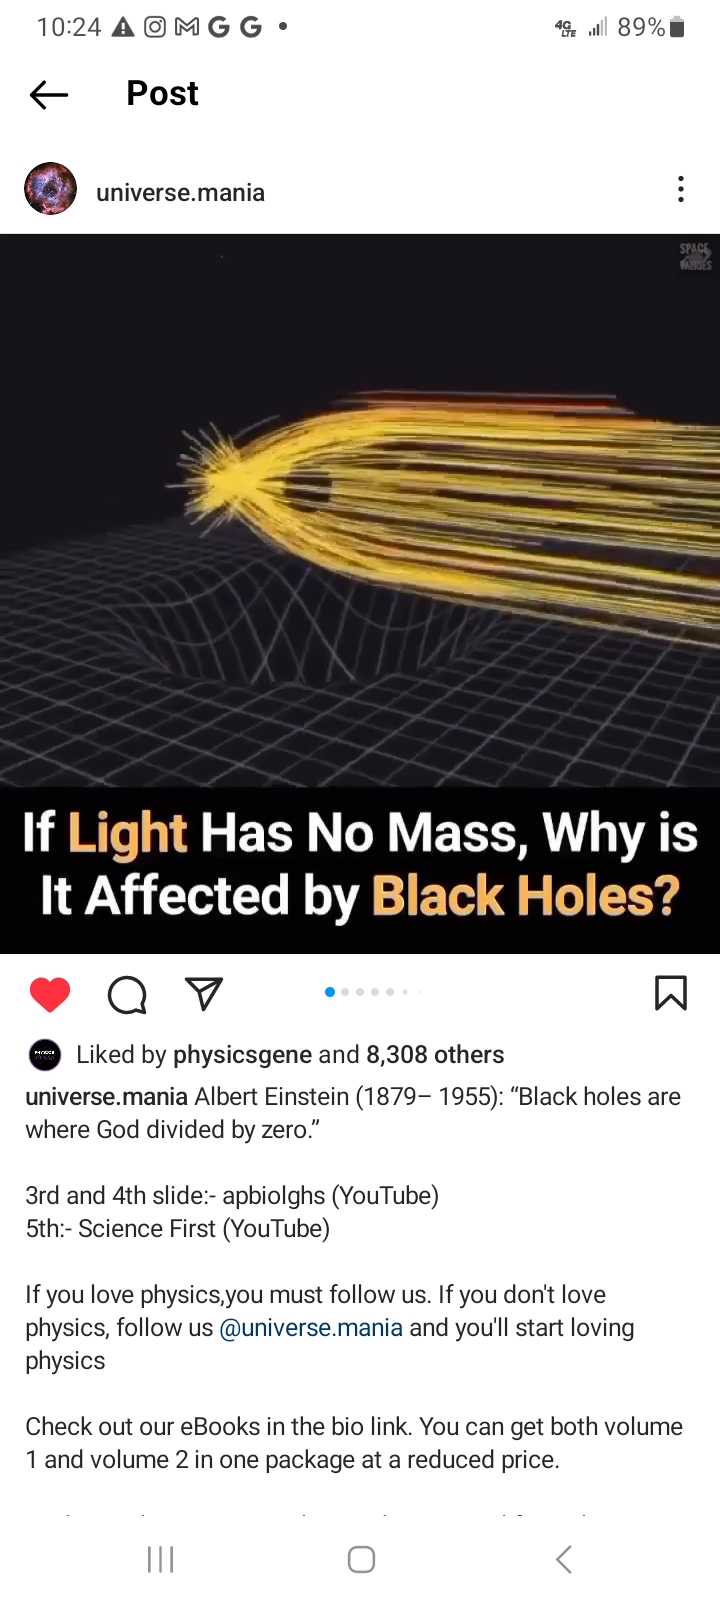 10:24
4G LTE 89%
Post
universe.mania
SPACE
If Light Has No Mass, Why is
It Affected by Black Holes?
Liked by physicsgene and 8,308 others
universe.mania Albert Einstein (1879– 1955): “Black holes are
where God divided by zero.”
3rd and 4th slide:- apbiolghs (YouTube)
5th:- Science First (YouTube)
If you love physics,you must follow us. If you don't love
physics, follow us @universe.mania and you'll start loving
physics
Check out our eBooks in the bio link. You can get both volume
1 and volume 2 in one package at a reduced price.